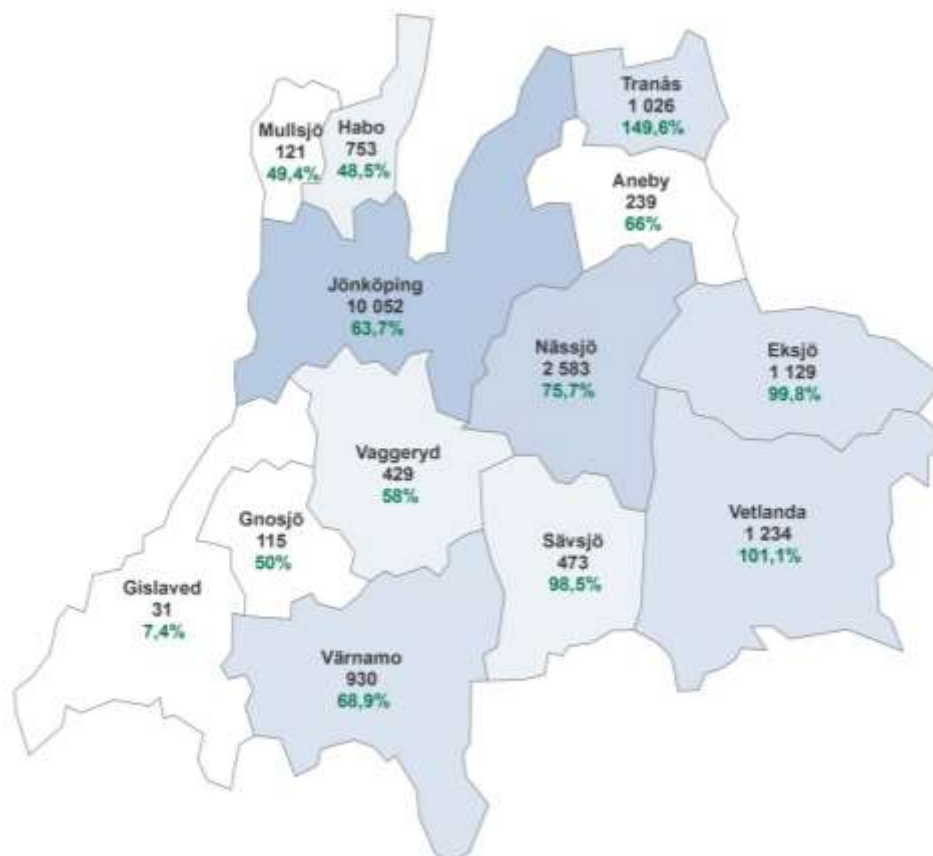 Tranås
1 026
149,6%
Mullsjö
121
49,4%
Habo
753
48,5%
Aneby
239
66%
Jönköping
10 052
63,7%
Nässjö
2 583
75,7%
Eksjö
1 129
99,8%
Vaggeryd
429
58%
Gnosjö
115
50%
Sävsjö
473
98,5%
Vetlanda
1 234
101,1%
Gislaved
31
7,4%
Värnamo
930
68,9%